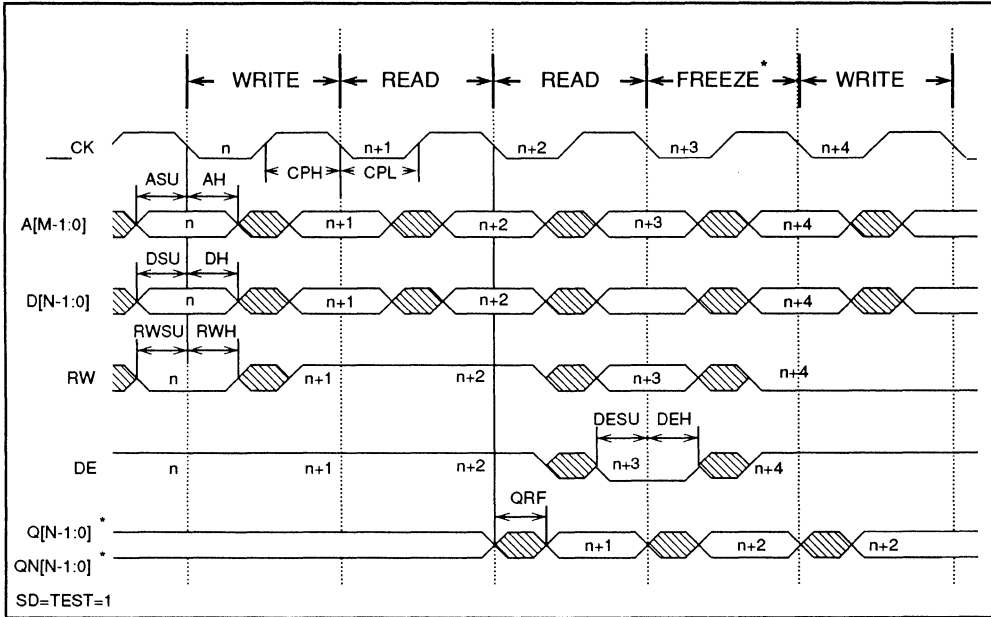 WRITE READ READ FREEZE* WRITE
__CK n n+1 n+2 n+3 n+4
CPH CPL
ASU AH
A[M-1:0] n n+1 n+2 n+3 n+4
DSU DH
D[N-1:0] n n+1 n+2 n+4
RWSU RWH
RW n n+1 n+2 n+3 n+4
DESU DEH
DE n n+1 n+2 n+3 n+4
QRF
Q[N-1:0] * n+1 n+2 n+2
QN[N-1:0] *
SD=TEST=1